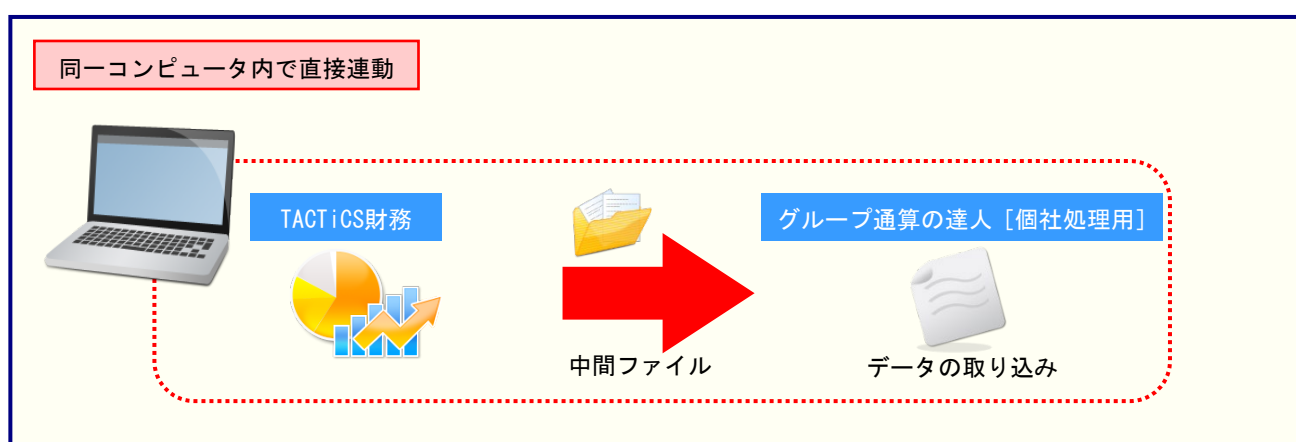 同一コンピュータ内で直接連動
TACTiCS財務
グループ通算の達人［個社処理用］
中間ファイル
データの取り込み